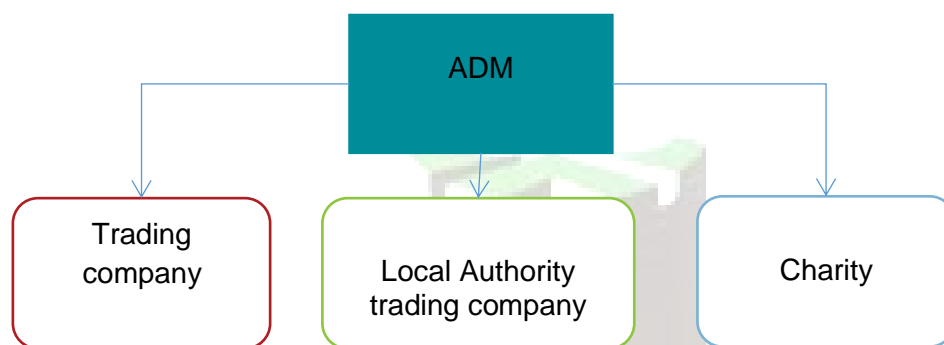 ADM
Trading
company
Local Authority
trading company
Charity